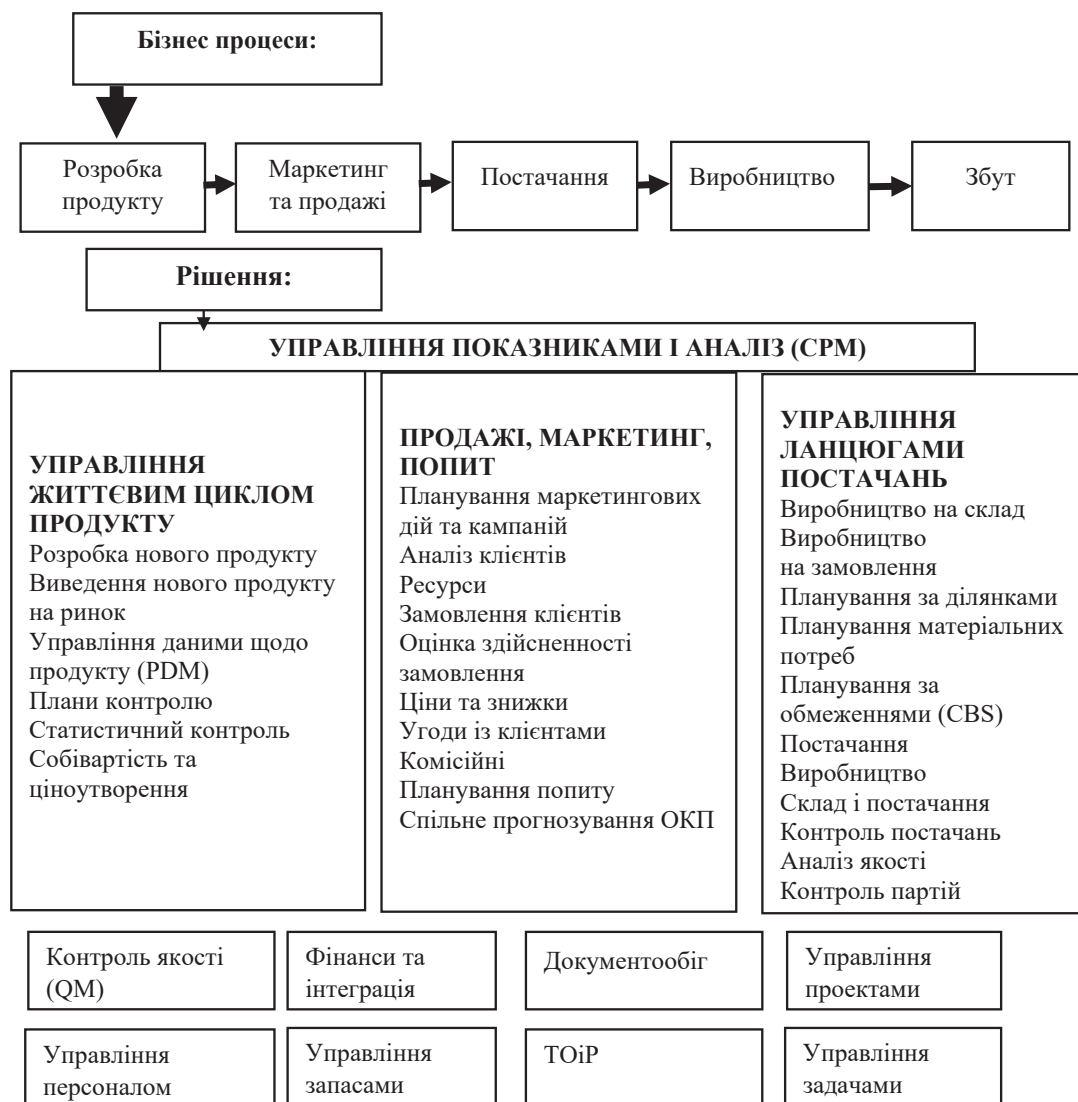 Бізнес процеси:
Розробка
продукту
Маркетинг
та продажі
Постачання
Виробництво
Збут
Рішення:
УПРАВЛІННЯ ПОКАЗНИКАМИ І АНАЛІЗ (CPM)
УПРАВЛІННЯ
ЖИТТЄВИМ ЦИКЛОМ
ПРОДУКТУ
Розробка нового продукту
Виведення нового продукту
на ринок
Управління даними щодо
продукту (PDM)
Плани контролю
Статистичний контроль
Собівартість та
ціноутворення
ПРОДАЖІ, МАРКЕТИНГ,
ПОПИТ
Планування маркетингових
дій та кампаній
Аналіз клієнтів
Ресурси
Замовлення клієнтів
Оцінка здійсненності
замовлення
Ціни та знижки
Угоди із клієнтами
Комісійні
Планування попиту
Спільне прогнозування ОКП
УПРАВЛІННЯ
ЛАНЦЮГАМИ
ПОСТАЧАНЬ
Виробництво на склад
Виробництво
на замовлення
Планування за ділянками
Планування матеріальних
потреб
Планування за
обмеженнями (CBS)
Постачання
Виробництво
Склад і постачання
Контроль постачань
Аналіз якості
Контроль партій
Контроль якості
(QM)
Фінанси та
інтеграція
Документообіг
Управління
проектами
Управління
персоналом
Управління
запасами
ТОіР
Управління
задачами